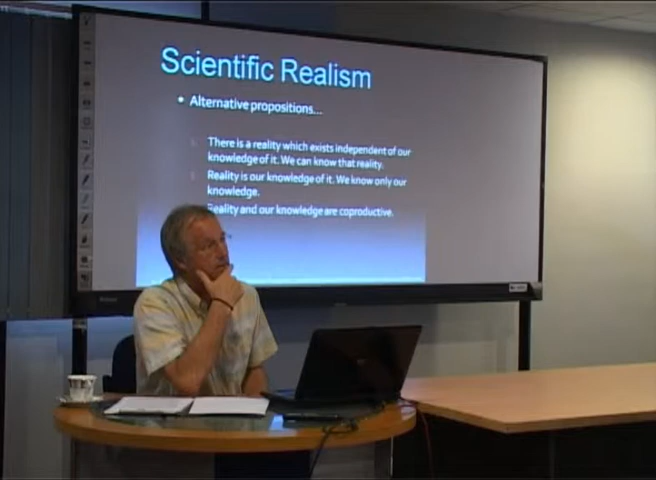 Scientific Realism
• Alternative propositions...
There is a reality which exists independent of our
knowledge of it. We can know that reality.
Reality is our knowledge of it. We know only our
knowledge.
Reality and our knowledge are coproductive.